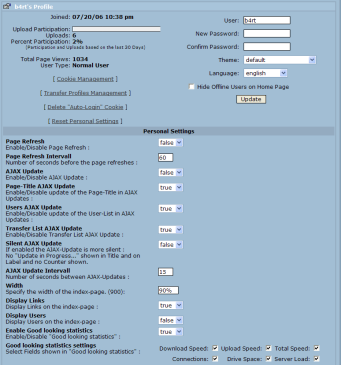 b4rt's Profile
Joined: 07/20/06 10:38 pm
Upload Participation:
Uploads: 6
Percent Participation: 2%
[Participation and Uploads based on the last 30 Days]
Total Page Views: 1034
User Type: Normal User
[ Cookie Management ]
[ Transfer Profiles Management ]
[ Delete "Auto-Login" Cookie ]
[ Reset Personal Settings ]
User: b4rt
New Password:
Confirm Password:
Theme: default
Language: english
Hide Offline Users on Home Page
Update
Personal Settings
Page Refresh
Enable/Disable Page Refresh : false
Page Refresh Intervall
Number of seconds before the page refreshes : 60
AJAX Update
Enable/Disable AJAX Update : false
Page-Title AJAX Update
Enable/Disable update of the Page-Title in AJAX
Updates : true
Users AJAX Update
Enable/Disable update of the User-List in AJAX
Updates : true
Transfer List AJAX Update
Enable/Disable Transfer List AJAX Update : true
Silent AJAX Update
If enabled the AJAX-Update is more silent :
No "Update in Progress..." shown in Title and on
Label and no Counter shown. false
AJAX Update Intervall
Number of seconds between AJAX-Updates : 15
Width
Specify the width of the index-page. (900): 90%
Display Links
Display Links on the index-page : true
Display Users
Display Users on the index-page : false
Enable Good looking statistics
Enable/Disable "Good looking statistics" : true
Good looking statistics settings
Select Fields shown in "Good looking statistics" :
Download Speed: Upload Speed: Total Speed:
Connections: Drive Space: Server Load: